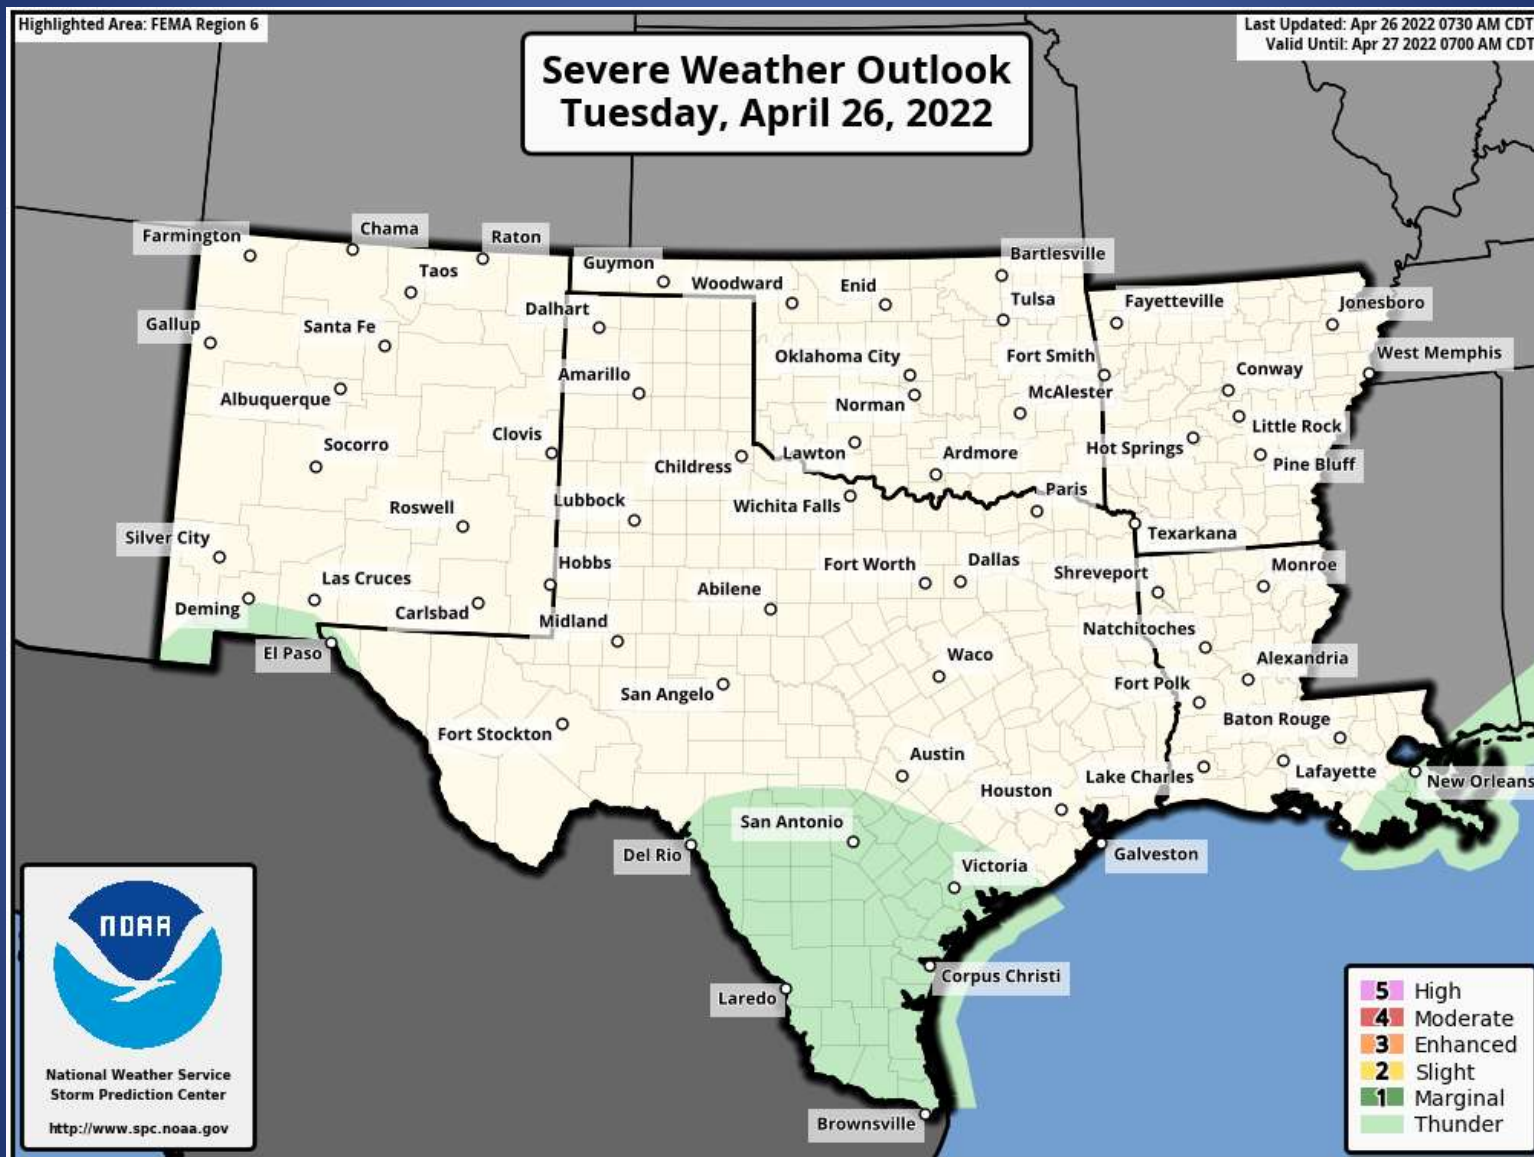 Highlighted Area: FEMA Region 6
Last Updated: Apr 26 2022 0730 AM CDT
Valid Until: Apr 27 2022 0700 AM CDT
Severe Weather Outlook
Tuesday, April 26, 2022
Farmington
Chama
Raton
Taos
Guymon
Woodward
Enid
Bartlesville
Tulsa
Fayetteville
Jonesboro
Gallup
Santa Fe
Dalhart
Oklahoma City
Fort Smith
West Memphis
Albuquerque
Amarillo
Norman
McAlester
Conway
Socorro
Clovis
Childress
Lawton
Ardmore
Hot Springs
Little Rock
Pine Bluff
Roswell
Lubbock
Wichita Falls
Paris
Texarkana
Silver City
Las Cruces
Hobbs
Abilene
Fort Worth
Dallas
Shreveport
Monroe
Deming
Carlsbad
Midland
Natchitoches
El Paso
San Angelo
Waco
Alexandria
Fort Polk
Fort Stockton
Baton Rouge
Austin
Houston
Lake Charles
Lafayette
New Orleans
San Antonio
Del Rio
Victoria
Galveston
Laredo
Corpus Christi
Brownsville
NOAA
National Weather Service
Storm Prediction Center
http://www.spc.noaa.gov
5 High
4 Moderate
3 Enhanced
2 Slight
1 Marginal
Thunder